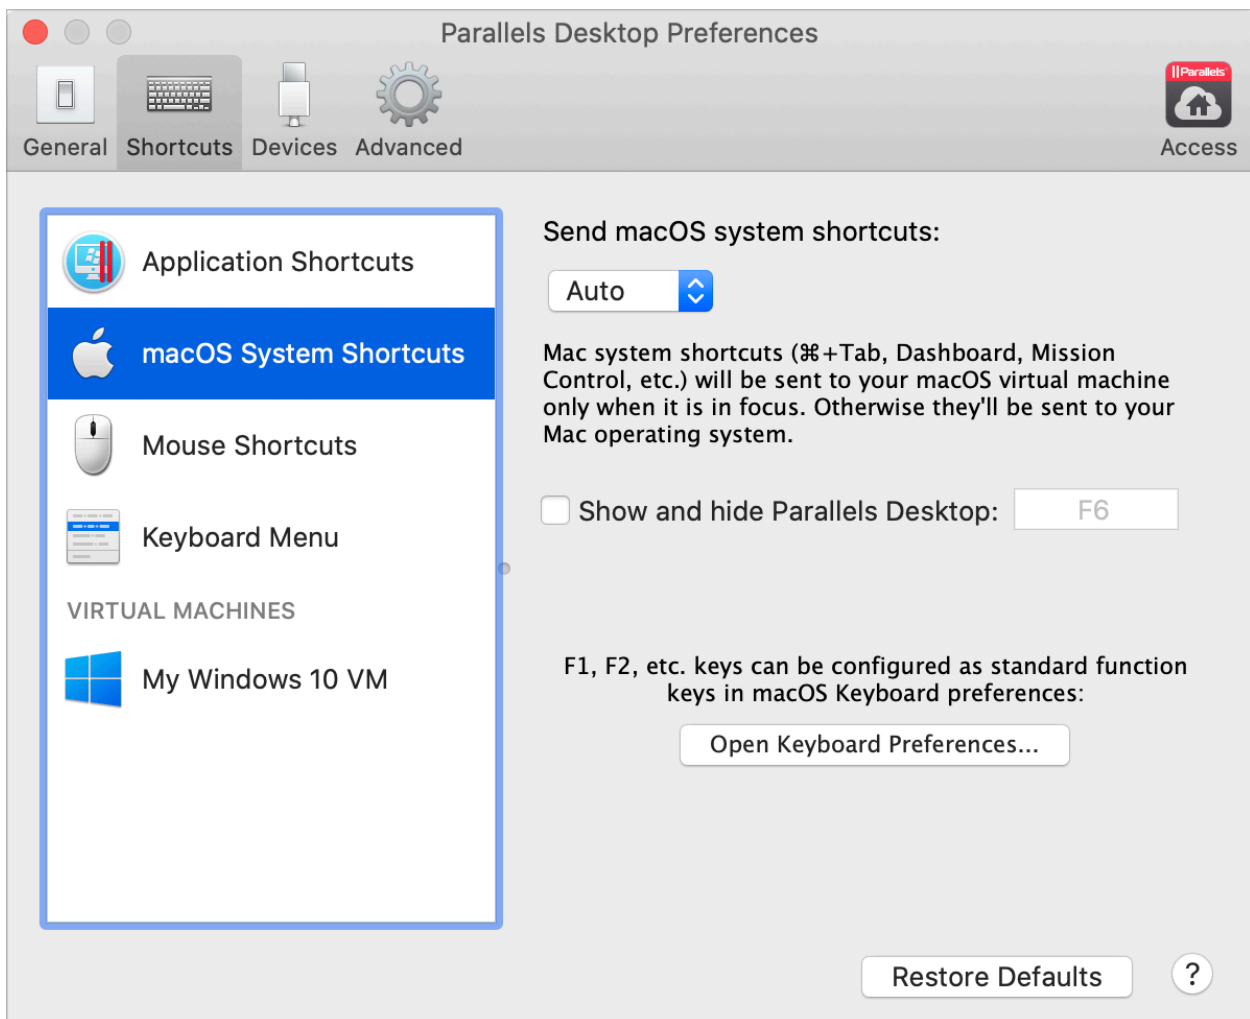 Parallels Desktop Preferences
General
Shortcuts
Devices
Advanced
Parallels
Access
Application Shortcuts
macOS System Shortcuts
Mouse Shortcuts
Keyboard Menu
VIRTUAL MACHINES
My Windows 10 VM
Send macOS system shortcuts:
Auto
Mac system shortcuts (⌘+Tab, Dashboard, Mission
Control, etc.) will be sent to your macOS virtual machine
only when it is in focus. Otherwise they'll be sent to your
Mac operating system.
Show and hide Parallels Desktop:
F6
F1, F2, etc. keys can be configured as standard function
keys in macOS Keyboard preferences:
Open Keyboard Preferences...
Restore Defaults
?